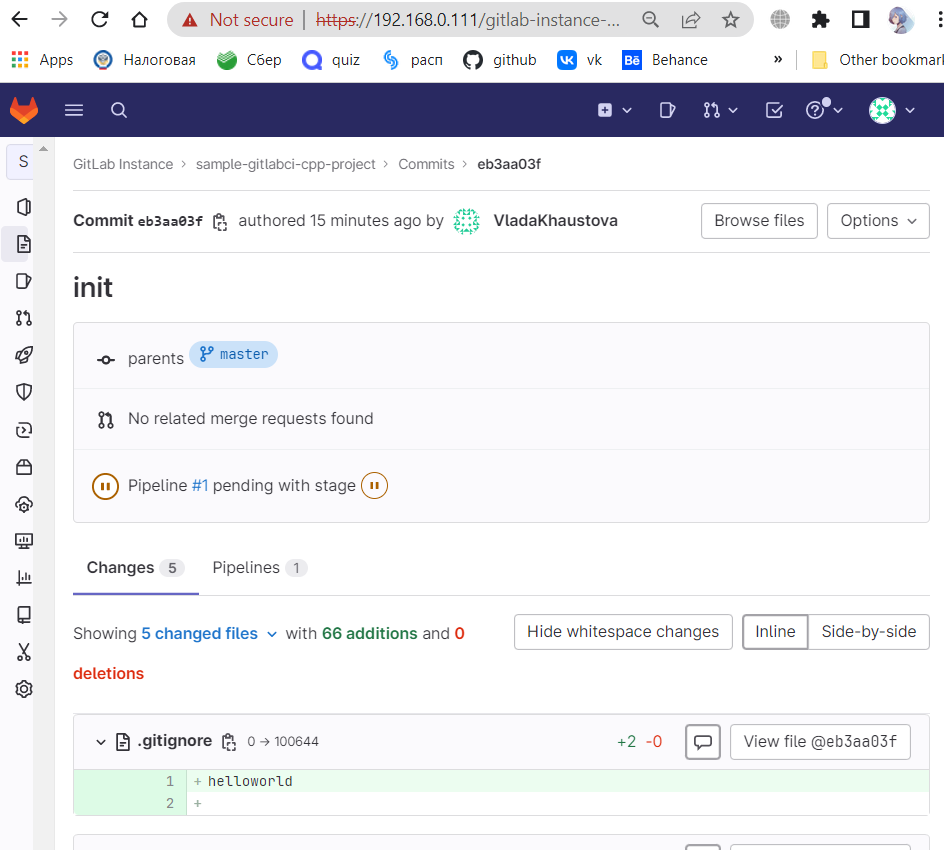 Not secure | https://192.168.0.111/gitlab-instance-...
Apps Налоговая Сбер quiz расп github vk Bē Behance » Other bookmar
S GitLab Instance › sample-gitlabci-cpp-project › Commits › eb3aa03f
Commit eb3aa03f authored 15 minutes ago by VladaKhaustova Browse files Options
init
parents master
No related merge requests found
Pipeline #1 pending with stage
Changes 5 Pipelines 1
Showing 5 changed files with 66 additions and 0
deletions
Hide whitespace changes Inline Side-by-side
.gitignore 0 → 100644 +2 -0 View file @eb3aa03f
1 + helloworld
2 +